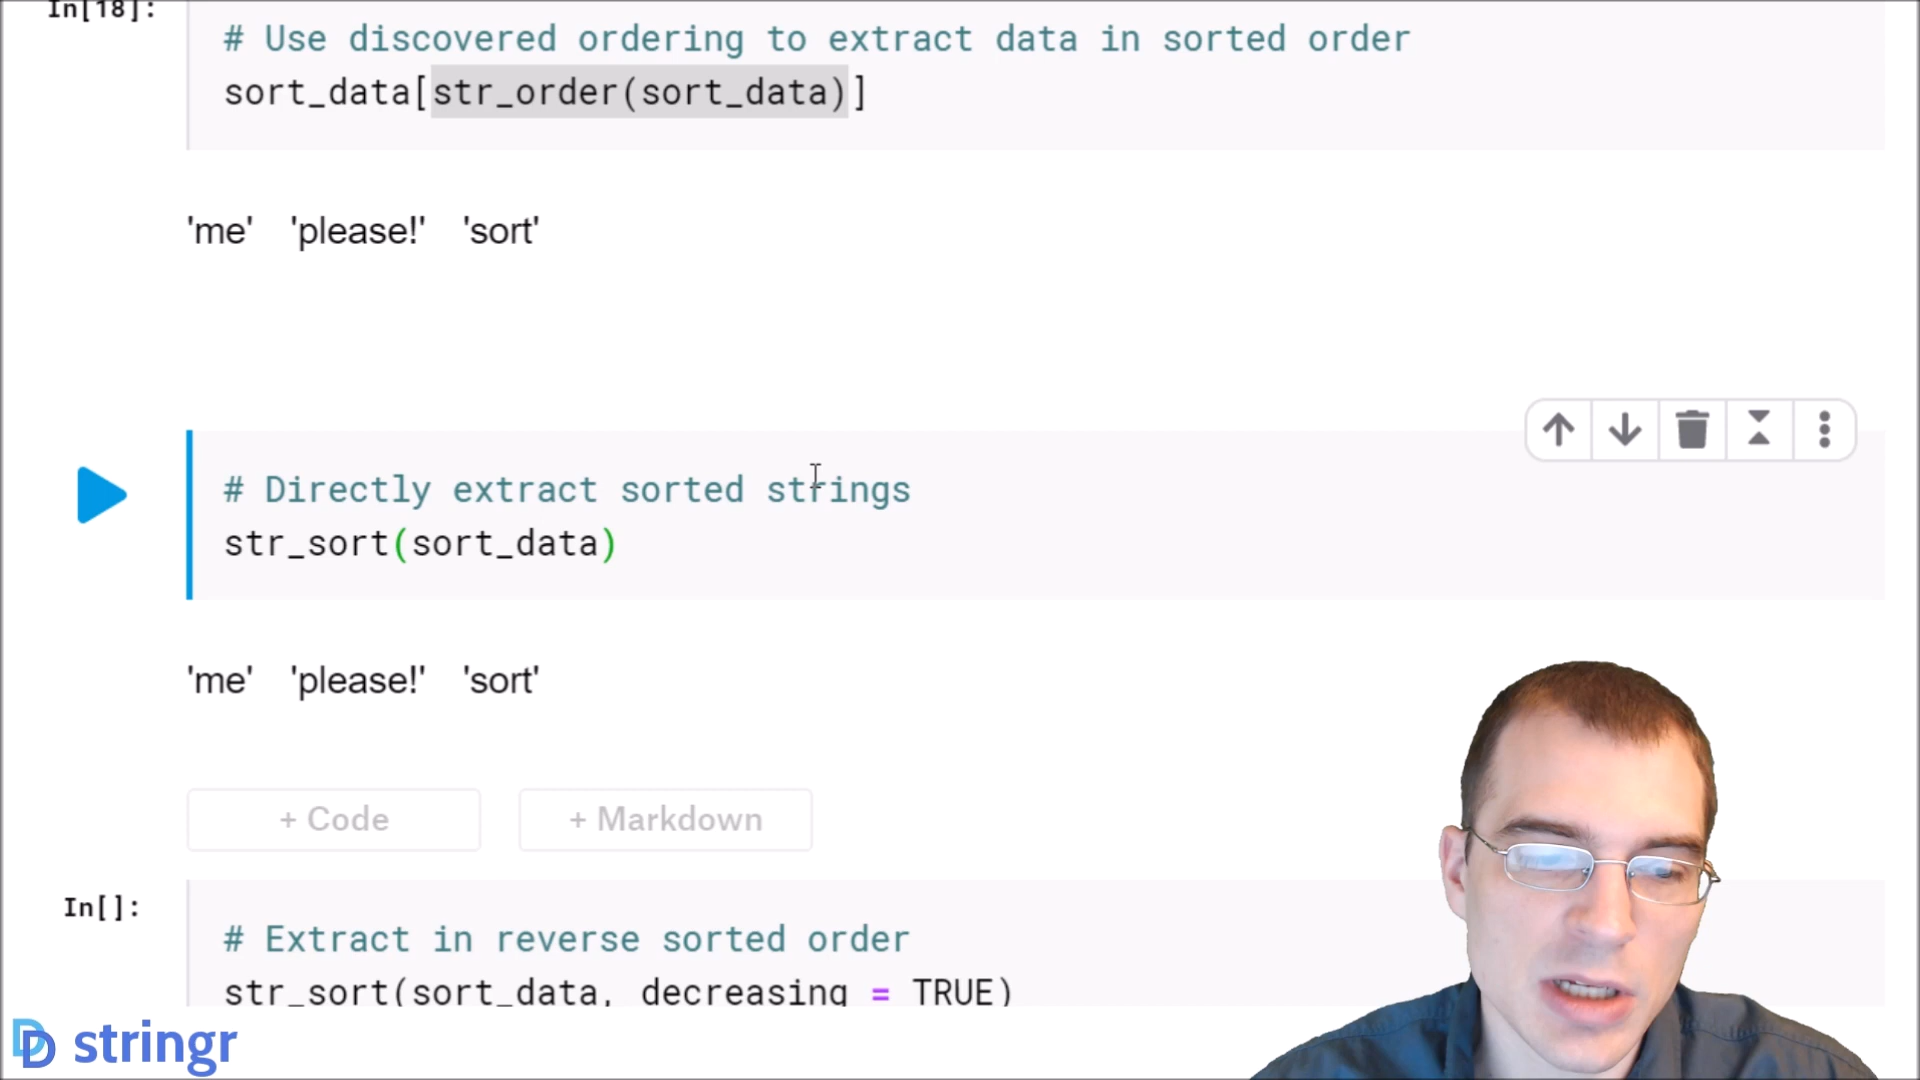 In[18]:
# Use discovered ordering to extract data in sorted order
sort_data[str_order(sort_data)]
'me' 'please!' 'sort'
# Directly extract sorted strings
str_sort(sort_data)
'me' 'please!' 'sort'
+ Code + Markdown
In[]:
# Extract in reverse sorted order
str_sort(sort_data, decreasing = TRUE)
stringr